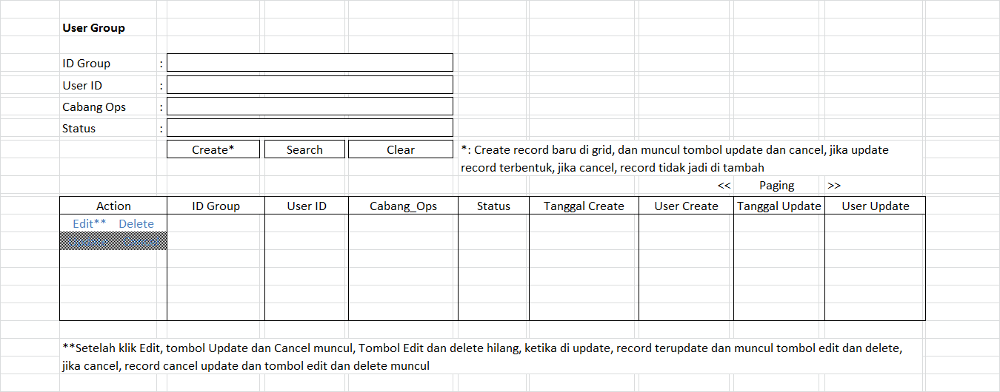 User Group
ID Group :
User ID :
Cabang Ops :
Status :
Create* Search Clear
*: Create record baru di grid, dan muncul tombol update dan cancel, jika update
record terbentuk, jika cancel, record tidak jadi di tambah
<< Paging >>
Action ID Group User ID Cabang_Ops Status Tanggal Create User Create Tanggal Update User Update
Edit** Delete
**Setelah klik Edit, tombol Update dan Cancel muncul, Tombol Edit dan delete hilang, ketika di update, record terupdate dan muncul tombol edit dan delete,
jika cancel, record cancel update dan tombol edit dan delete muncul